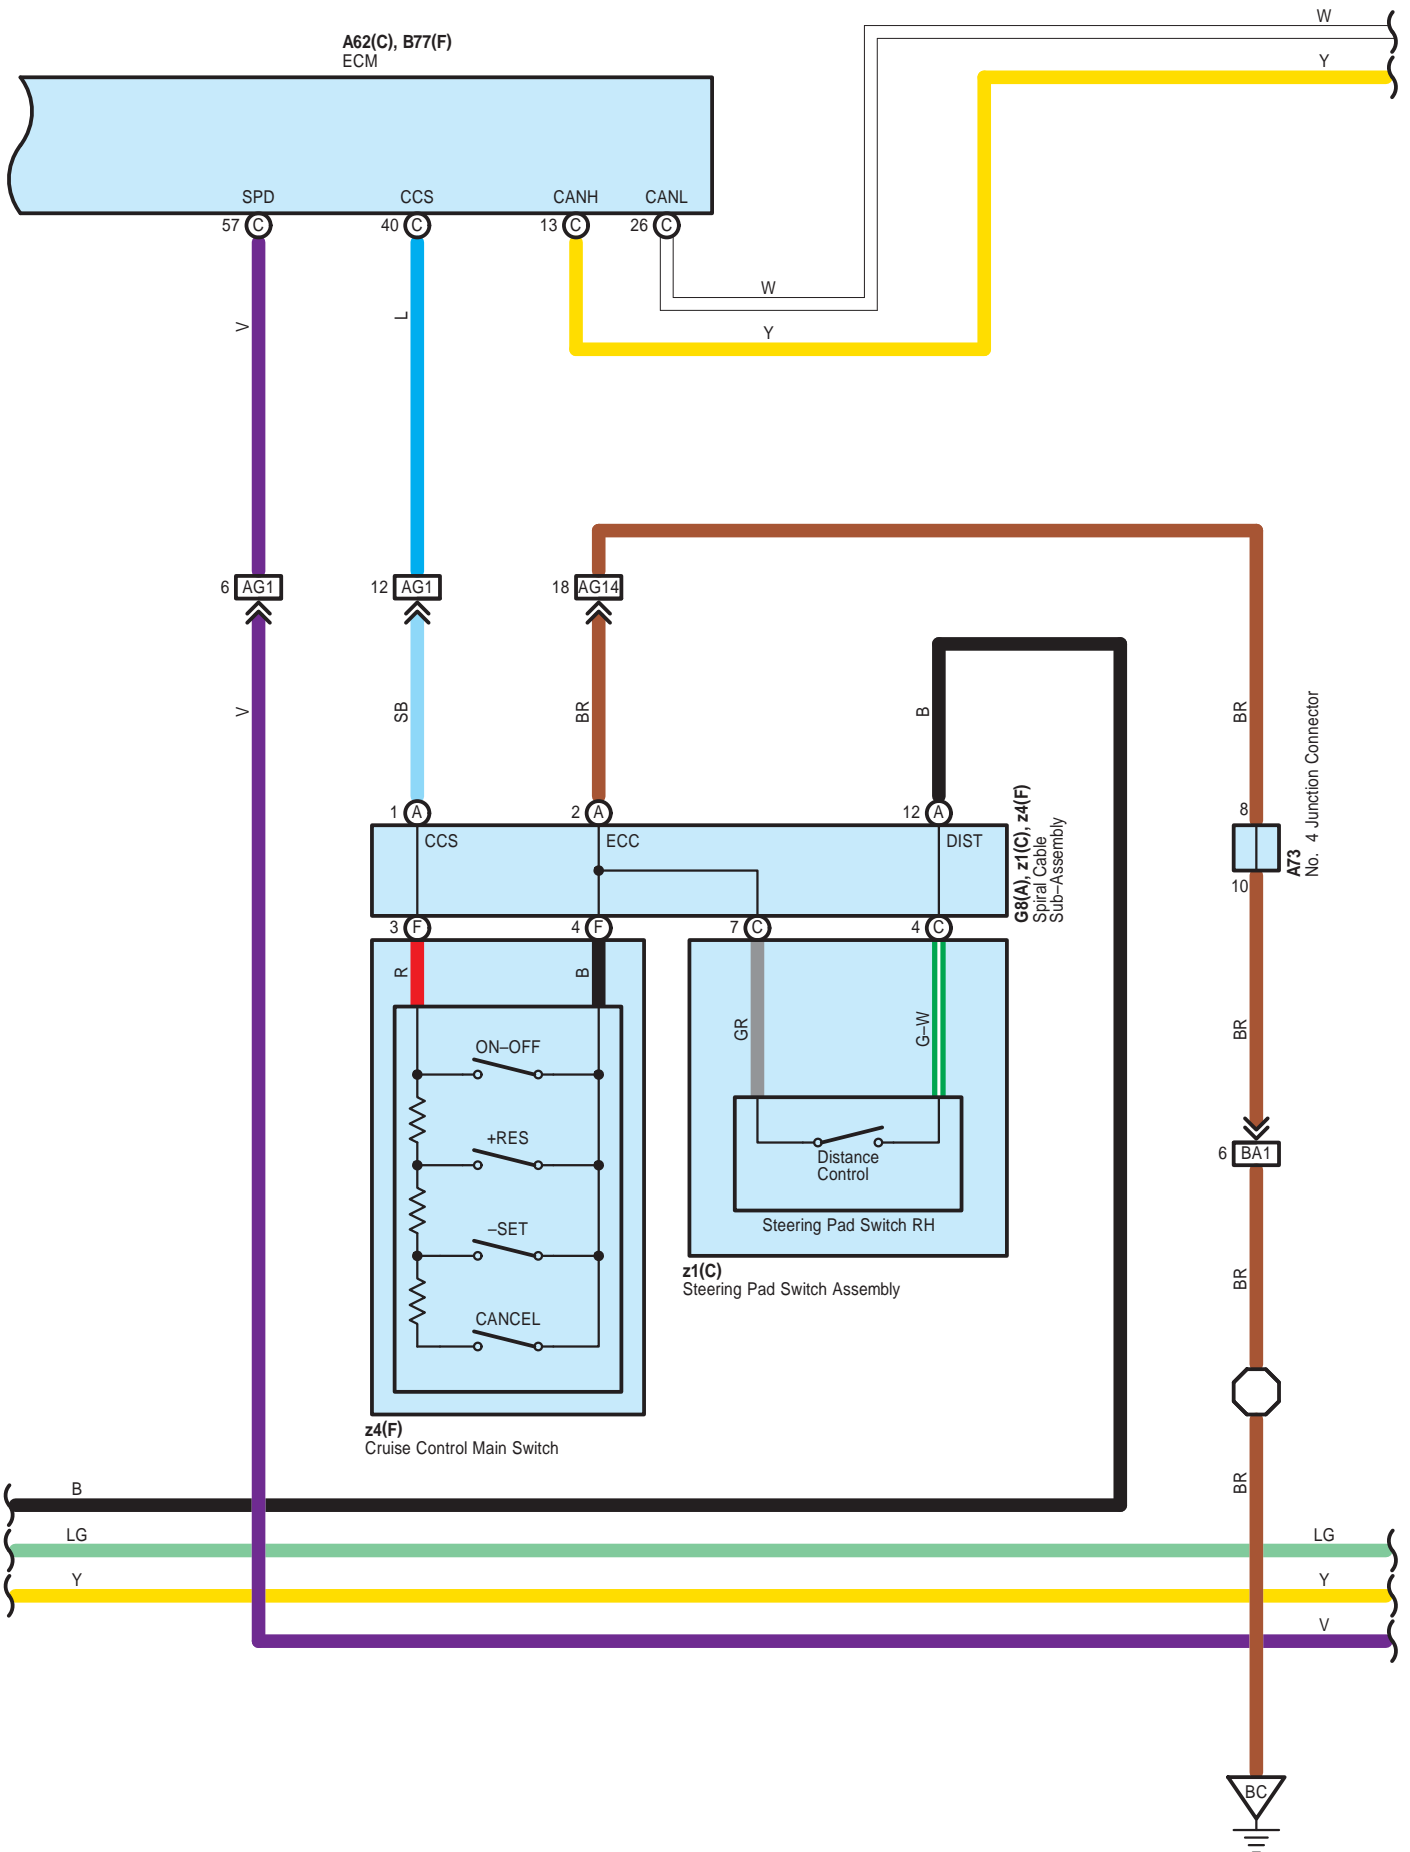 W
A62(C), B77(F)
ECM
Y
SPD CCS CANH CANL
57 C 40 C 13 C 26 C
W
V L
Y
6 AG1 12 AG1 18 AG14
V SB BR B BR
8
10
A73
No. 4 Junction Connector
1 A 2 A 12 A
CCS ECC DIST
G8(A), z1(C), z4(F)
Spiral Cable
Sub–Assembly
3 F 4 F 7 C 4 C
R B
GR G–W BR
ON–OFF
+RES
Distance
Control
6 BA1
–SET
Steering Pad Switch RH
z1(C)
Steering Pad Switch Assembly
BR
CANCEL
z4(F)
Cruise Control Main Switch
B BR
LG LG
Y Y
V
BC